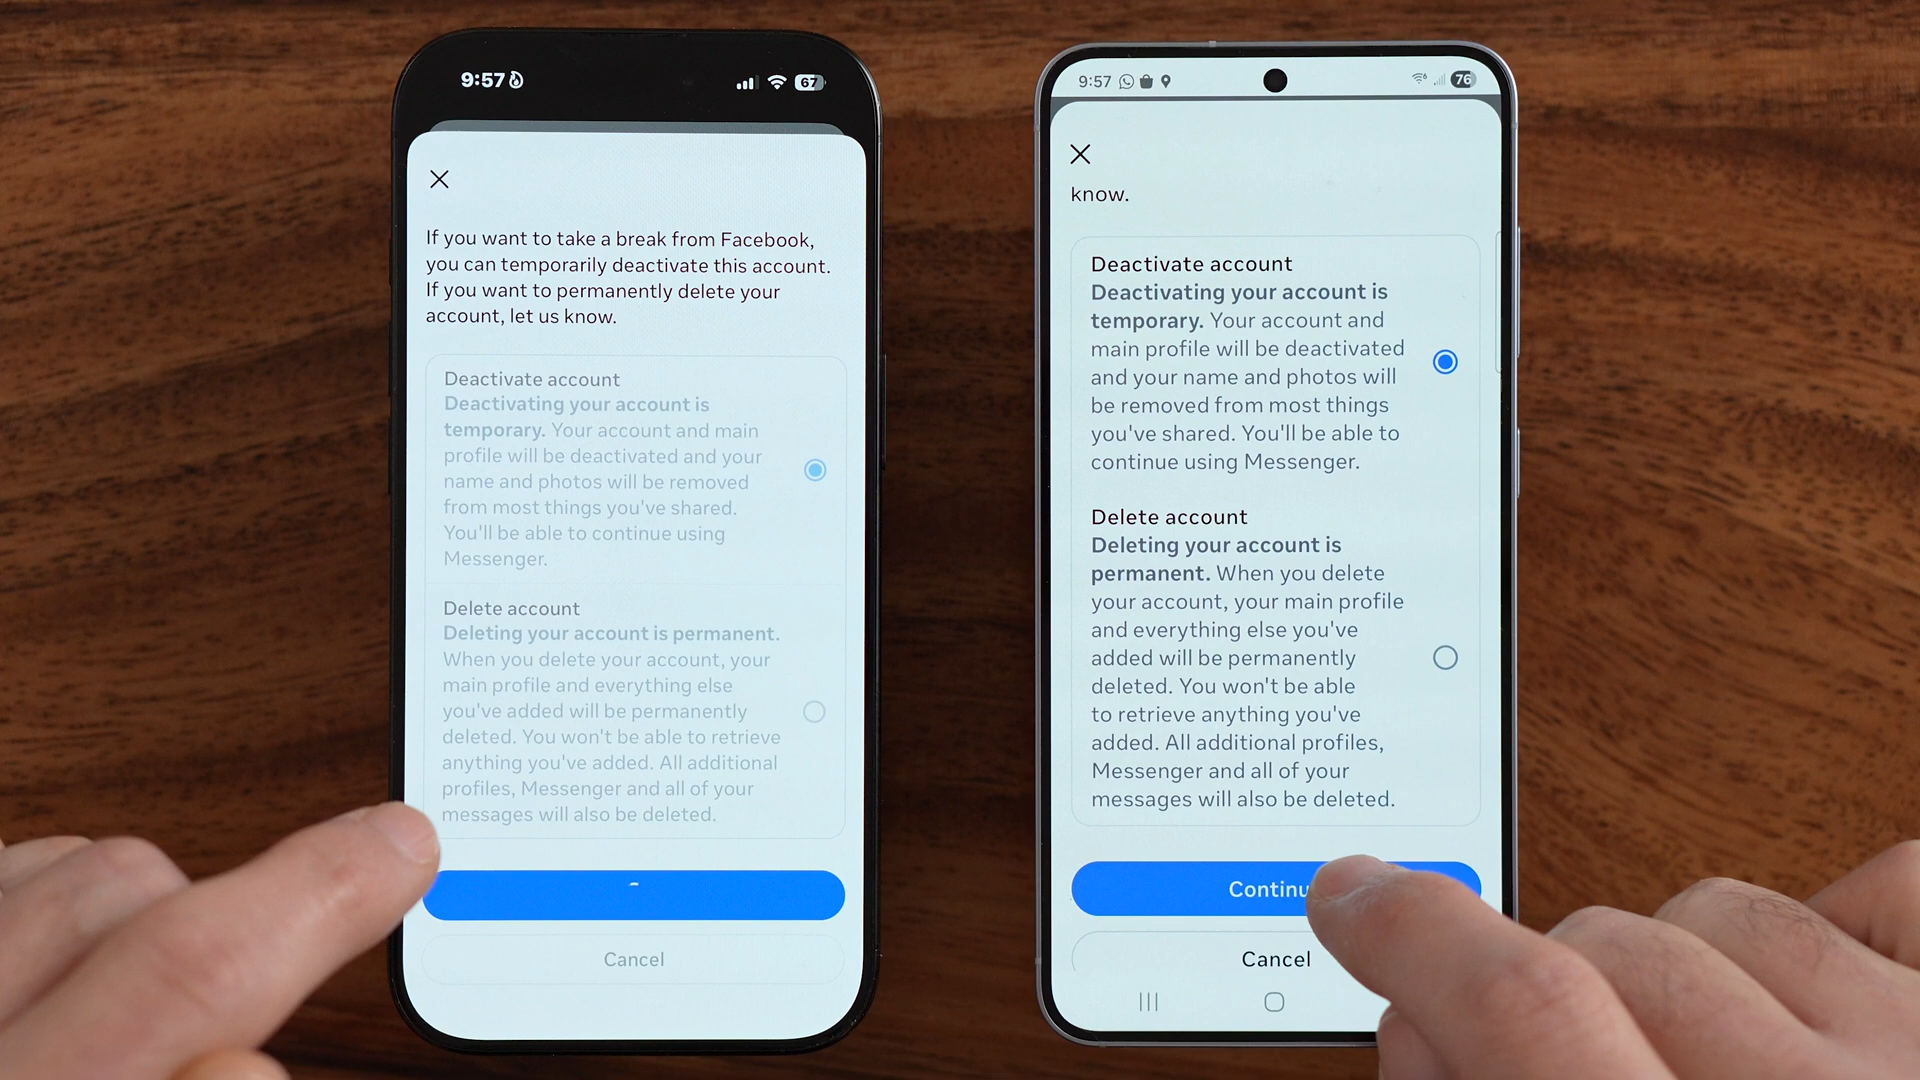 9:57
67
If you want to take a break from Facebook,
you can temporarily deactivate this account.
If you want to permanently delete your
account, let us know.
Deactivate account
Deactivating your account is
temporary. Your account and main
profile will be deactivated and your
name and photos will be removed
from most things you've shared.
You'll be able to continue using
Messenger.
Delete account
Deleting your account is permanent.
When you delete your account, your
main profile and everything else
you've added will be permanently
deleted. You won't be able to retrieve
anything you've added. All additional
profiles, Messenger and all of your
messages will also be deleted.
Cancel
9:57
6
76
know.
Deactivate account
Deactivating your account is
temporary. Your account and
main profile will be deactivated
and your name and photos will
be removed from most things
you've shared. You'll be able to
continue using Messenger.
Delete account
Deleting your account is
permanent. When you delete
your account, your main profile
and everything else you've
added will be permanently
deleted. You won't be able
to retrieve anything you've
added. All additional profiles,
Messenger and all of your
messages will also be deleted.
Continu
Cancel